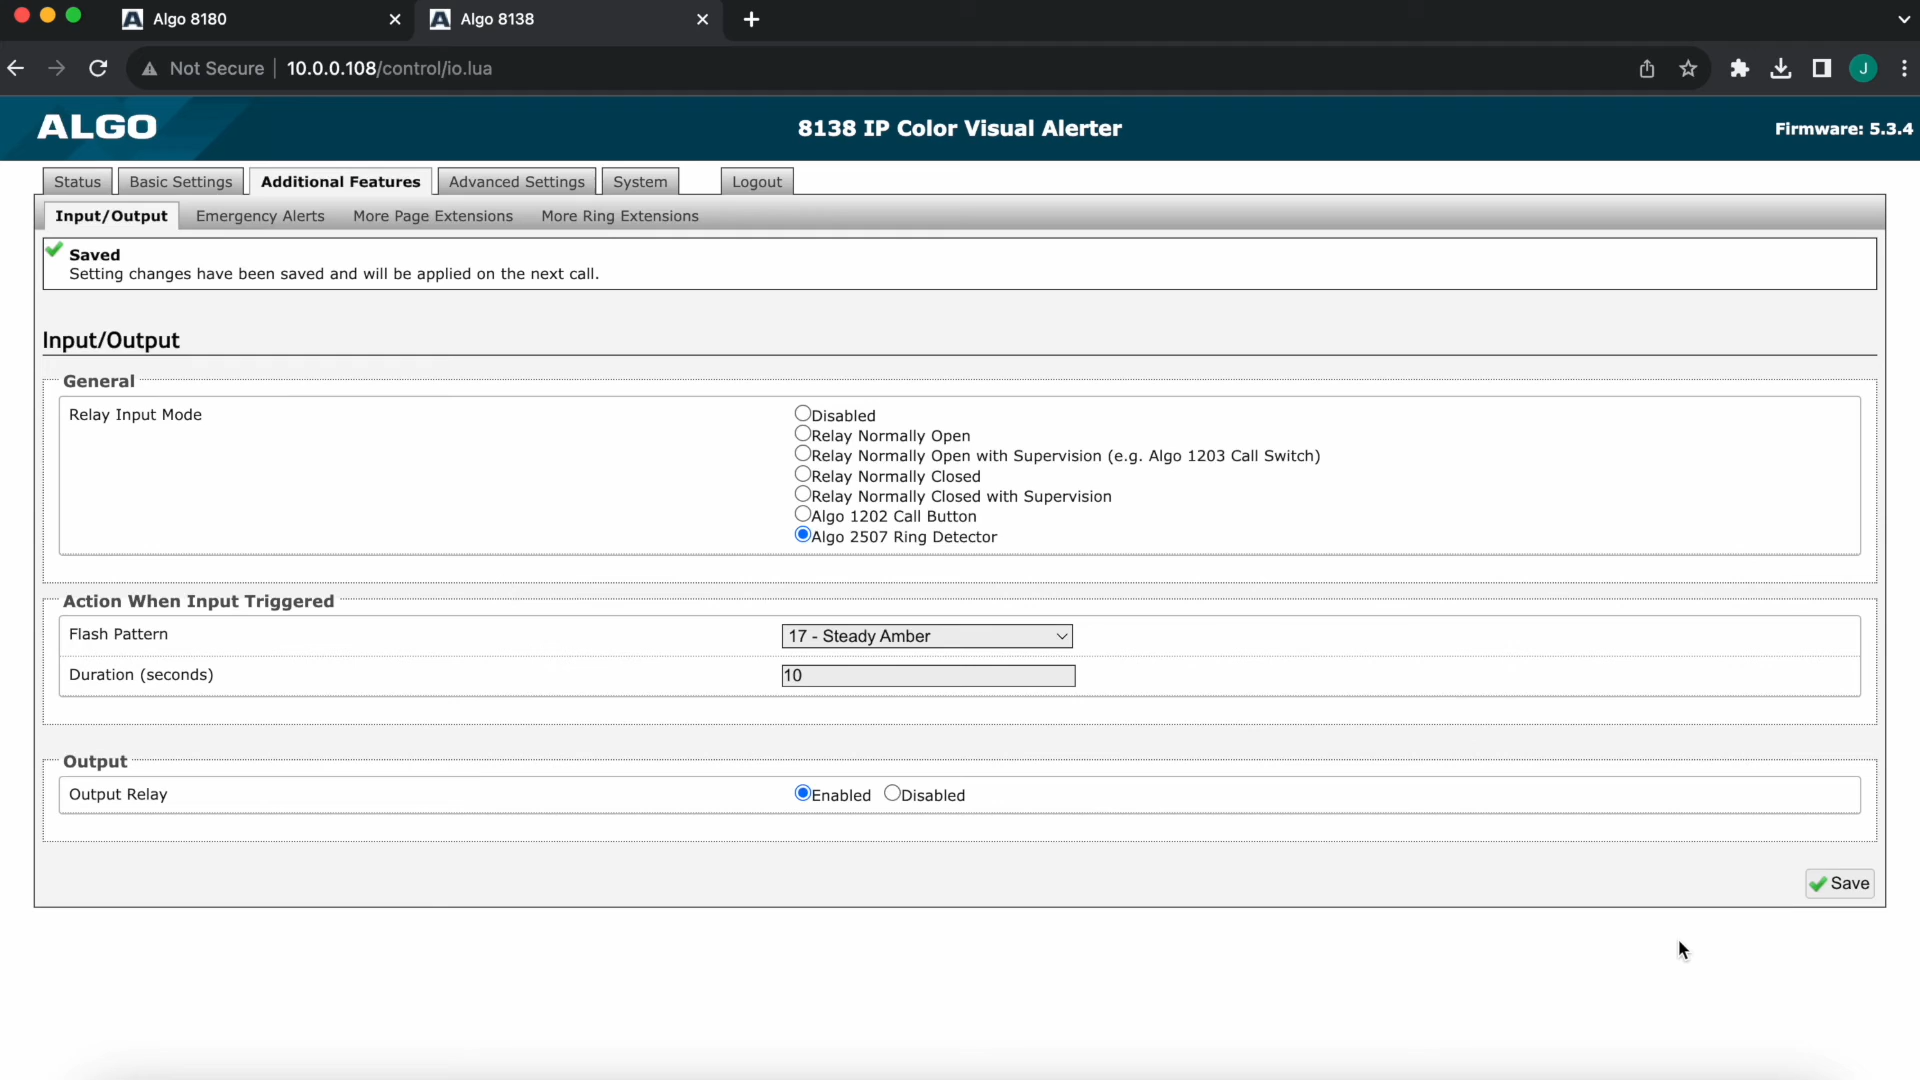 Algo 8180
Algo 8138
Not Secure | 10.0.0.108/control/io.lua
J
ALGO
8138 IP Color Visual Alerter
Firmware: 5.3.4
Status Basic Settings Additional Features Advanced Settings System Logout
Input/Output Emergency Alerts More Page Extensions More Ring Extensions
Saved
Setting changes have been saved and will be applied on the next call.
Input/Output
General
Relay Input Mode
Disabled
Relay Normally Open
Relay Normally Open with Supervision (e.g. Algo 1203 Call Switch)
Relay Normally Closed
Relay Normally Closed with Supervision
Algo 1202 Call Button
Algo 2507 Ring Detector
Action When Input Triggered
Flash Pattern 17 - Steady Amber
Duration (seconds) 10
Output
Output Relay Enabled Disabled
Save